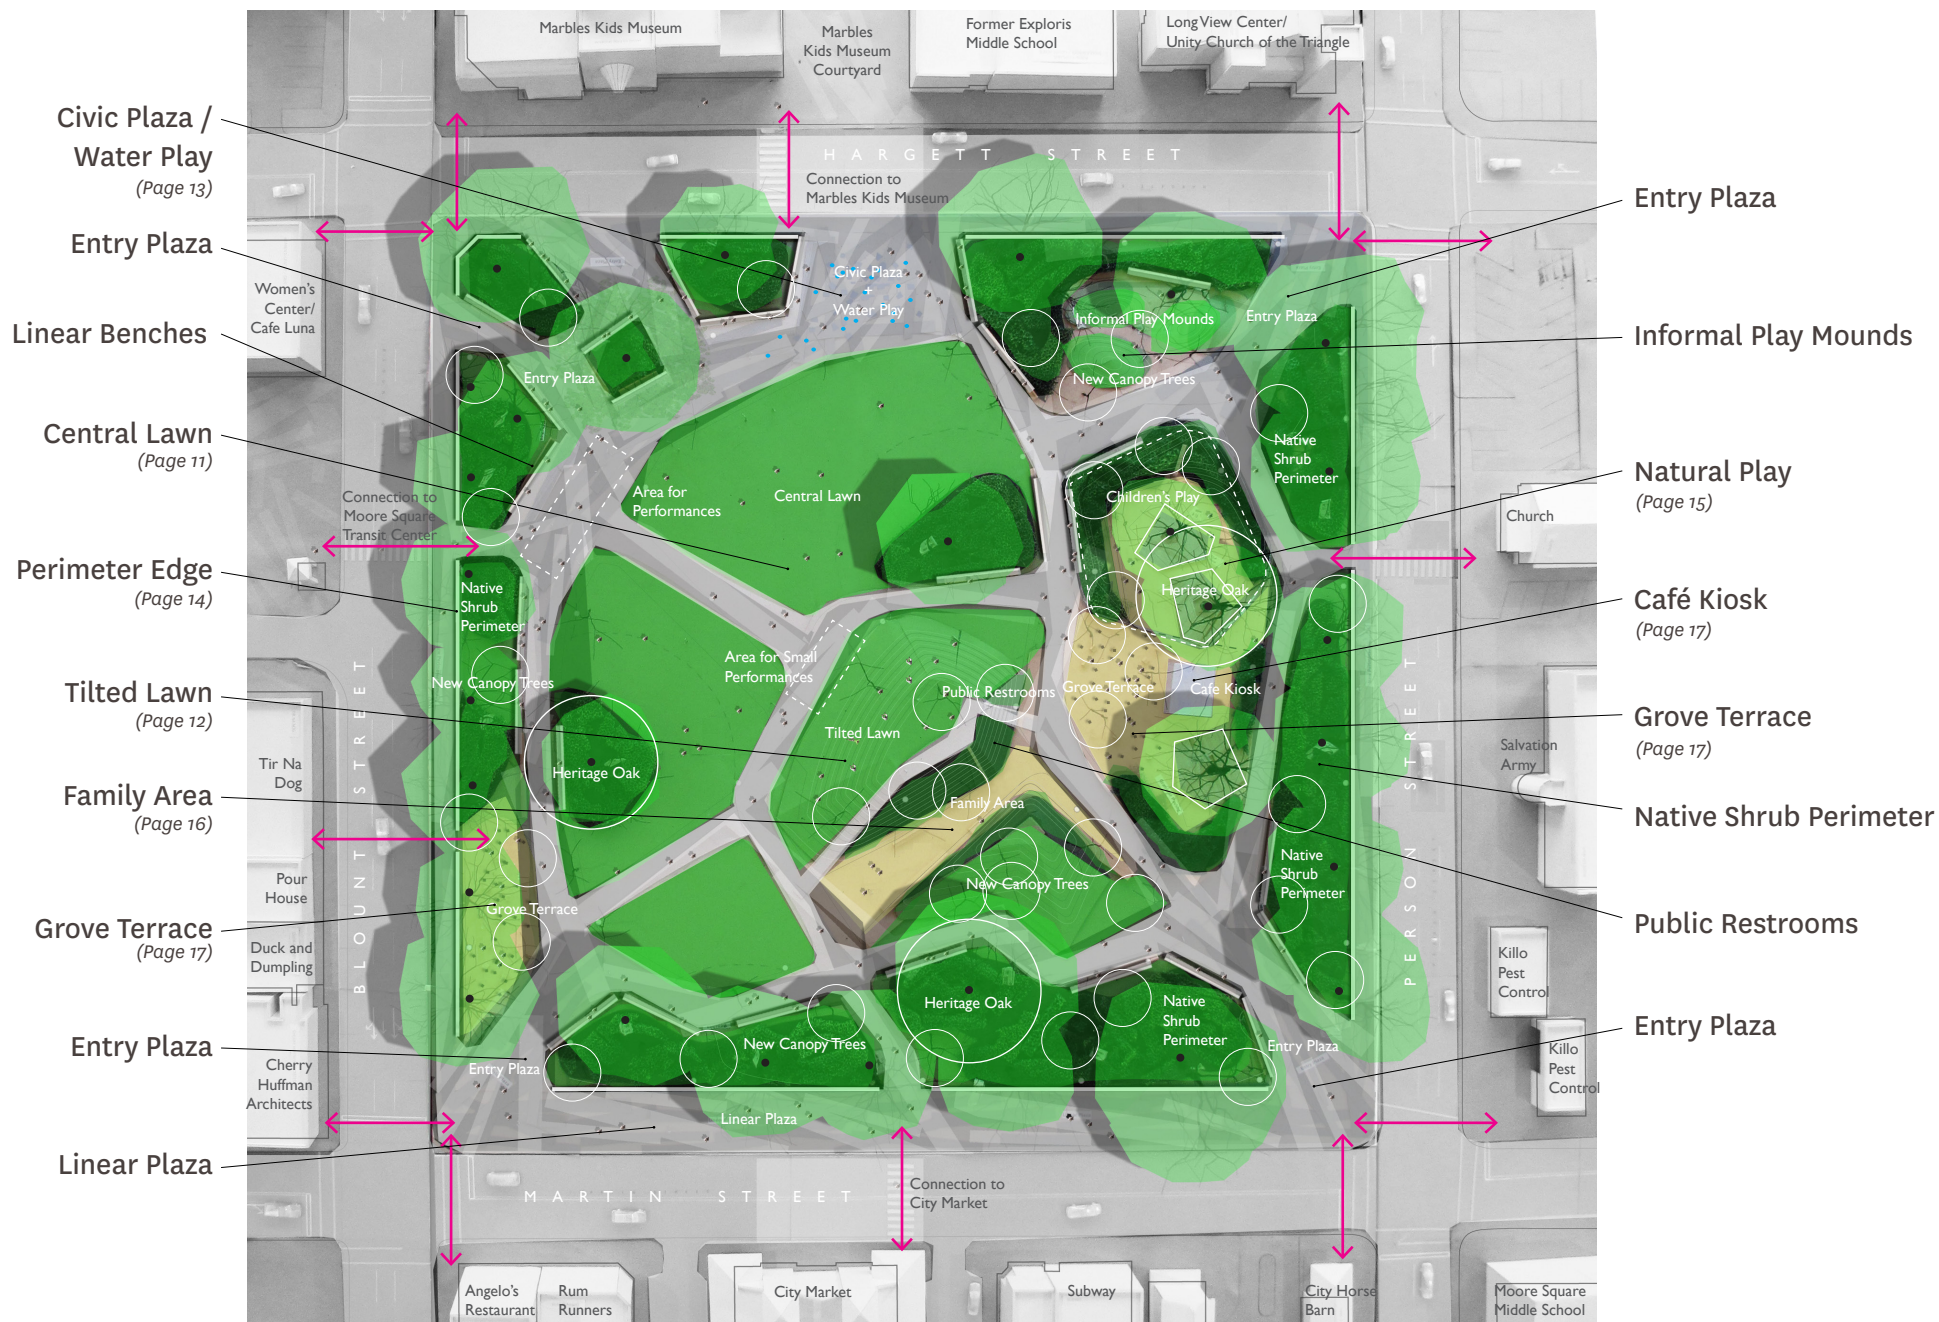 Civic Plaza /
Water Play
(Page 13)
Entry Plaza
Linear Benches
Central Lawn
(Page 11)
Perimeter Edge
(Page 14)
Tilted Lawn
(Page 12)
Family Area
(Page 16)
Grove Terrace
(Page 17)
Entry Plaza
Linear Plaza
Marbles Kids Museum
Marbles
Kids Museum
Courtyard
Former Exploris
Middle School
Long View Center/
Unity Church of the Triangle
HARGETT STREET
Connection to
Marbles Kids Museum
Women's
Center/
Cafe Luna
Civic Plaza
+
Water Play
Informal Play Mounds
Entry Plaza
New Canopy Trees
Entry Plaza
Native
Shrub
Perimeter
Area for
Performances
Central Lawn
Children's Play
Connection to
Moore Square
Transit Center
Church
Native
Shrub
Perimeter
Heritage Oak
Area for Small
Performances
New Canopy Trees
Public Restrooms
Grove Terrace
Cafe Kiosk
BLOUNT STREET
PERSON STREET
Tilted Lawn
Heritage Oak
Tir Na
Dog
Salvation
Army
Family Area
Native
Shrub
Perimeter
New Canopy Trees
Pour
House
Grove Terrace
Duck and
Dumpling
Killo
Pest
Control
Heritage Oak
Native
Shrub
Perimeter
New Canopy Trees
Entry Plaza
Entry Plaza
Killo
Pest
Control
Cherry
Huffman
Architects
Linear Plaza
MARTIN STREET
Connection to
City Market
Angelo's
Restaurant
Rum
Runners
City Market
Subway
City Horse
Barn
Moore Square
Middle School
Entry Plaza
Informal Play Mounds
Natural Play
(Page 15)
Café Kiosk
(Page 17)
Grove Terrace
(Page 17)
Native Shrub Perimeter
Public Restrooms
Entry Plaza